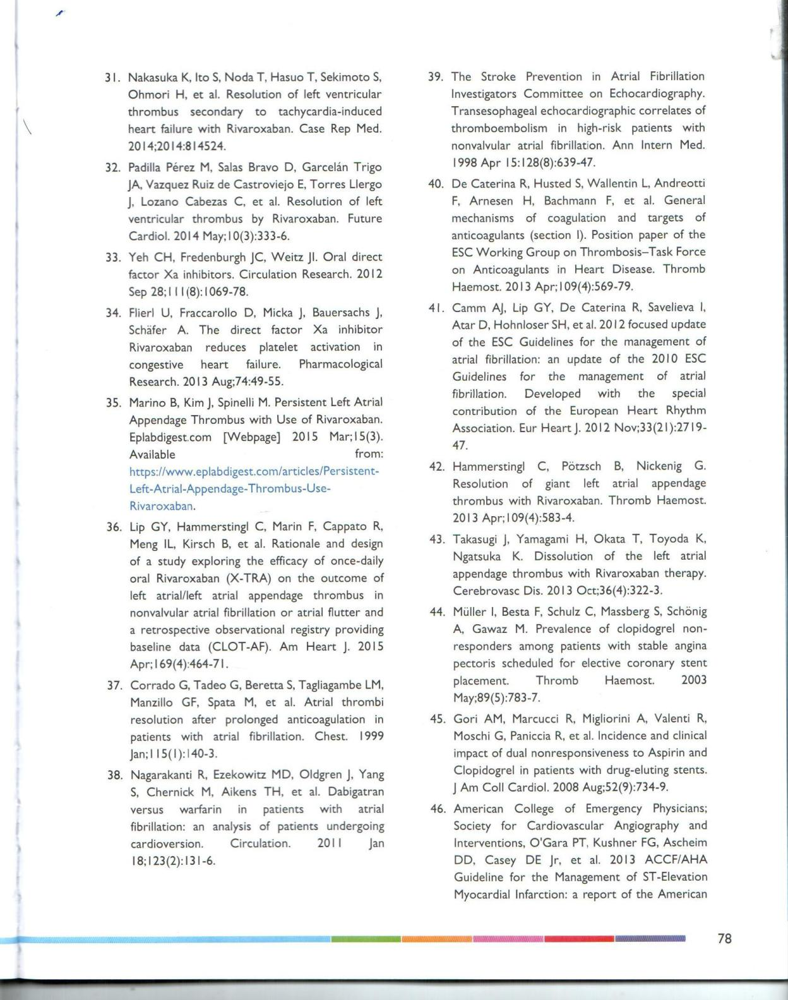 31. Nakasuka K, Ito S, Noda T, Hasuo T, Sekimoto S,
Ohmori H, et al. Resolution of left ventricular
thrombus secondary to tachycardia-induced
heart failure with Rivaroxaban. Case Rep Med.
2014;2014:814524.
32. Padilla Pérez M, Salas Bravo D, Garcelán Trigo
JA, Vazquez Ruiz de Castroviejo E, Torres Llergo
J, Lozano Cabezas C, et al. Resolution of left
ventricular thrombus by Rivaroxaban. Future
Cardiol. 2014 May;10(3):333-6.
33. Yeh CH, Fredenburgh JC, Weitz JI. Oral direct
factor Xa inhibitors. Circulation Research. 2012
Sep 28;111(8):1069-78.
34. Flierl U, Fraccarollo D, Micka J, Bauersachs J,
Schäfer A. The direct factor Xa inhibitor
Rivaroxaban reduces platelet activation in
congestive heart failure. Pharmacological
Research. 2013 Aug;74:49-55.
35. Marino B, Kim J, Spinelli M. Persistent Left Atrial
Appendage Thrombus with Use of Rivaroxaban.
Eplabdigest.com [Webpage] 2015 Mar;15(3).
Available from:
https://www.eplabdigest.com/articles/Persistent-
Left-Atrial-Appendage-Thrombus-Use-
Rivaroxaban.
36. Lip GY, Hammerstingl C, Marin F, Cappato R,
Meng IL, Kirsch B, et al. Rationale and design
of a study exploring the efficacy of once-daily
oral Rivaroxaban (X-TRA) on the outcome of
left atrial/left atrial appendage thrombus in
nonvalvular atrial fibrillation or atrial flutter and
a retrospective observational registry providing
baseline data (CLOT-AF). Am Heart J. 2015
Apr;169(4):464-71.
37. Corrado G, Tadeo G, Beretta S, Tagliagambe LM,
Manzillo GF, Spata M, et al. Atrial thrombi
resolution after prolonged anticoagulation in
patients with atrial fibrillation. Chest. 1999
Jan;115(1):140-3.
38. Nagarakanti R, Ezekowitz MD, Oldgren J, Yang
S, Chernick M, Aikens TH, et al. Dabigatran
versus warfarin in patients with atrial
fibrillation: an analysis of patients undergoing
cardioversion. Circulation. 2011 Jan
18;123(2):131-6.
39. The Stroke Prevention in Atrial Fibrillation
Investigators Committee on Echocardiography.
Transesophageal echocardiographic correlates of
thromboembolism in high-risk patients with
nonvalvular atrial fibrillation. Ann Intern Med.
1998 Apr 15:128(8):639-47.
40. De Caterina R, Husted S, Wallentin L, Andreotti
F, Arnesen H, Bachmann F, et al. General
mechanisms of coagulation and targets of
anticoagulants (section I). Position paper of the
ESC Working Group on Thrombosis–Task Force
on Anticoagulants in Heart Disease. Thromb
Haemost. 2013 Apr;109(4):569-79.
41. Camm AJ, Lip GY, De Caterina R, Savelieva I,
Atar D, Hohnloser SH, et al. 2012 focused update
of the ESC Guidelines for the management of
atrial fibrillation: an update of the 2010 ESC
Guidelines for the management of atrial
fibrillation. Developed with the special
contribution of the European Heart Rhythm
Association. Eur Heart J. 2012 Nov;33(21):2719-
47.
42. Hammerstingl C, Pötzsch B, Nickenig G.
Resolution of giant left atrial appendage
thrombus with Rivaroxaban. Thromb Haemost.
2013 Apr;109(4):583-4.
43. Takasugi J, Yamagami H, Okata T, Toyoda K,
Ngatsuka K. Dissolution of the left atrial
appendage thrombus with Rivaroxaban therapy.
Cerebrovasc Dis. 2013 Oct;36(4):322-3.
44. Müller I, Besta F, Schulz C, Massberg S, Schönig
A, Gawaz M. Prevalence of clopidogrel non-
responders among patients with stable angina
pectoris scheduled for elective coronary stent
placement. Thromb Haemost. 2003
May;89(5):783-7.
45. Gori AM, Marcucci R, Migliorini A, Valenti R,
Moschi G, Paniccia R, et al. Incidence and clinical
impact of dual nonresponsiveness to Aspirin and
Clopidogrel in patients with drug-eluting stents.
J Am Coll Cardiol. 2008 Aug;52(9):734-9.
46. American College of Emergency Physicians;
Society for Cardiovascular Angiography and
Interventions, O'Gara PT, Kushner FG, Ascheim
DD, Casey DE Jr, et al. 2013 ACCF/AHA
Guideline for the Management of ST-Elevation
Myocardial Infarction: a report of the American
78